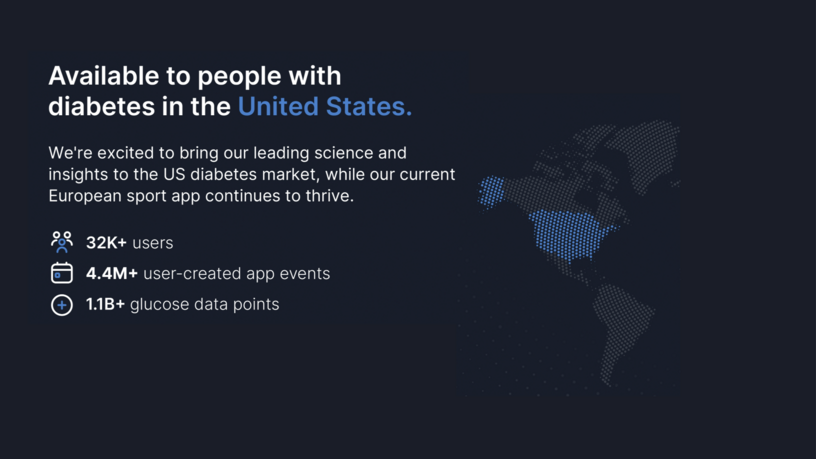 Available to people with
diabetes in the United States.
We're excited to bring our leading science and
insights to the US diabetes market, while our current
European sport app continues to thrive.
32K+ users
4.4M+ user-created app events
1.1B+ glucose data points